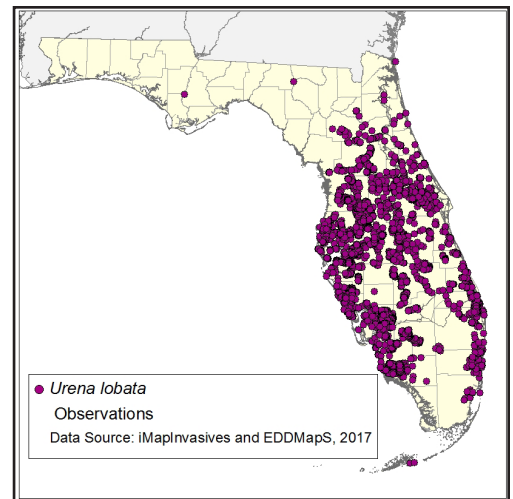 Urena lobata
Observations
Data Source: iMapInvasives and EDDMapS, 2017